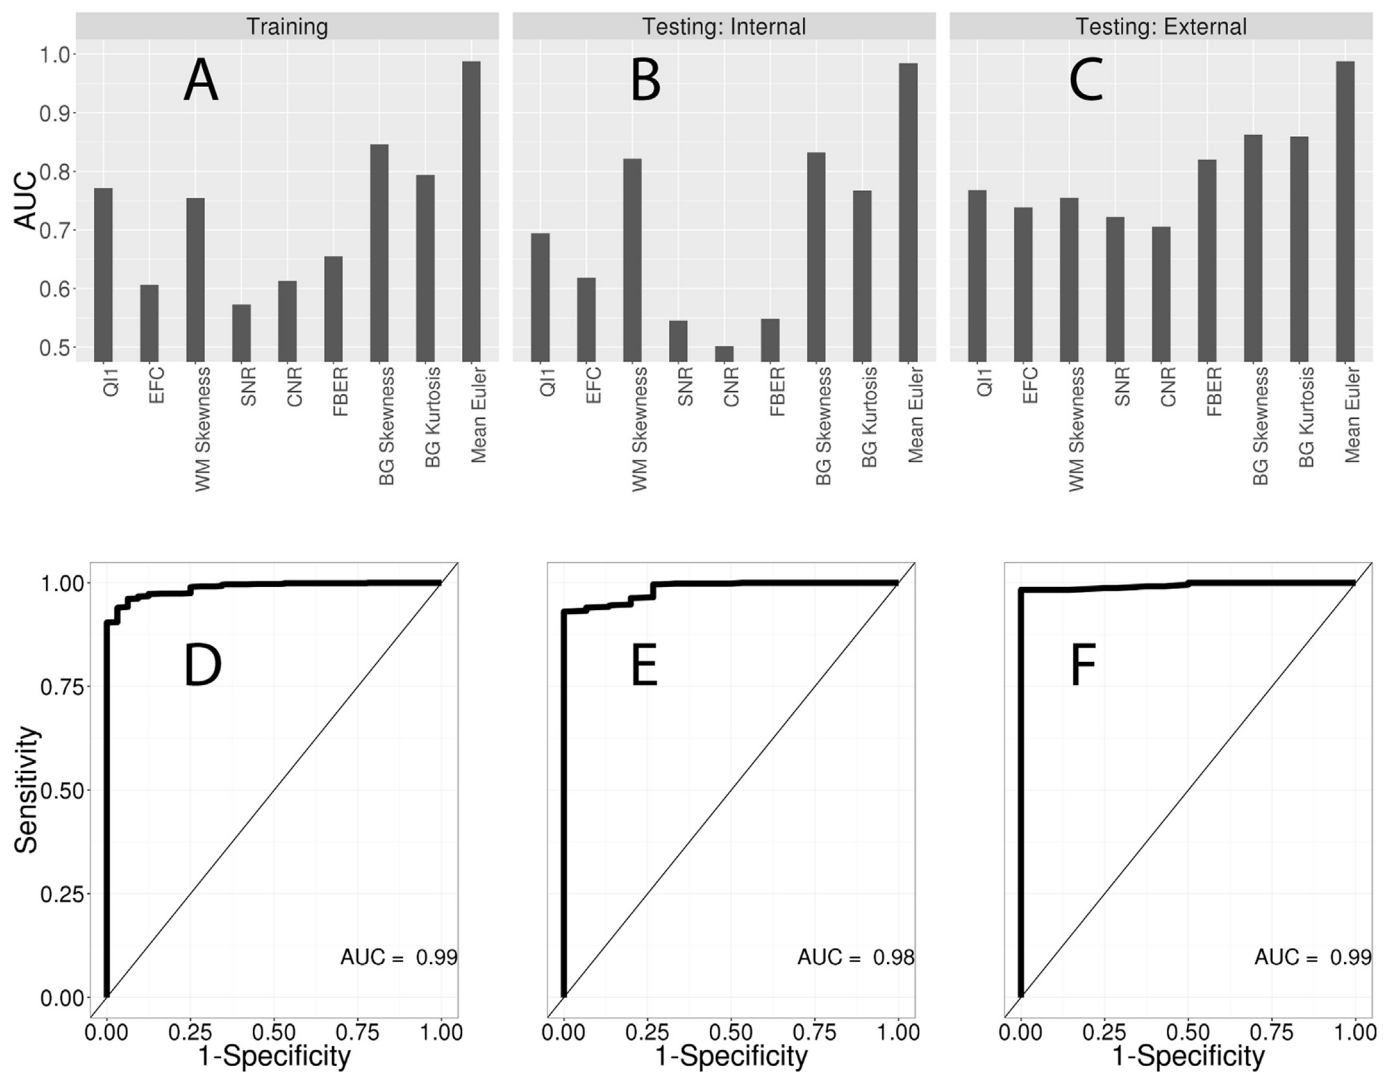 Training
Testing: Internal
Testing: External
A
B
C
AUC
1.0
0.9
0.8
0.7
0.6
0.5
QI1
EFC
WM Skewness
SNR
CNR
FBER
BG Skewness
BG Kurtosis
Mean Euler
QI1
EFC
WM Skewness
SNR
CNR
FBER
BG Skewness
BG Kurtosis
Mean Euler
QI1
EFC
WM Skewness
SNR
CNR
FBER
BG Skewness
BG Kurtosis
Mean Euler
D
E
F
Sensitivity
1.00
0.75
0.50
0.25
0.00
AUC = 0.99
AUC = 0.98
AUC = 0.99
0.00 0.25 0.50 0.75 1.00
0.00 0.25 0.50 0.75 1.00
0.00 0.25 0.50 0.75 1.00
1-Specificity
1-Specificity
1-Specificity